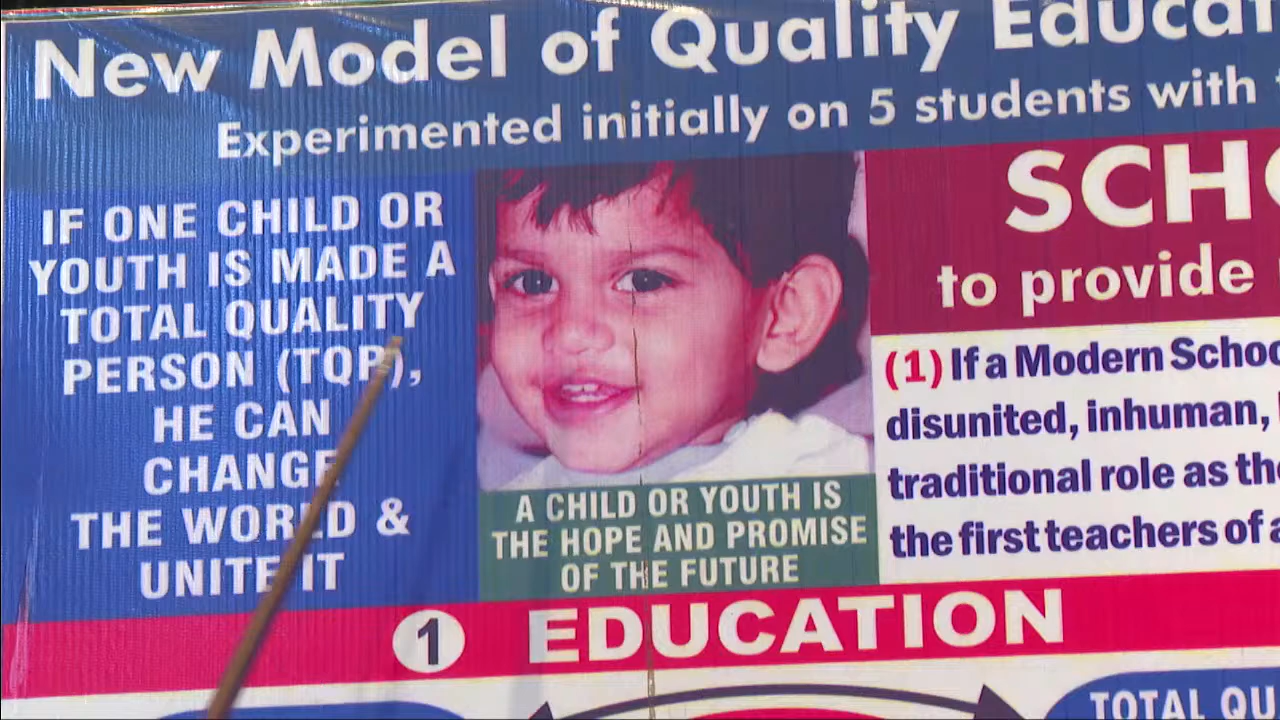 New Model of Quality Educat
Experimented initially on 5 students with
IF ONE CHILD OR
YOUTH IS MADE A
TOTAL QUALITY
PERSON (TQP),
HE CAN
CHANGE
THE WORLD &
UNITE IT
A CHILD OR YOUTH IS
THE HOPE AND PROMISE
OF THE FUTURE
SCHO
to provide
(1) If a Modern Schoo
disunited, inhuman,
traditional role as the
the first teachers of a
1 EDUCATION
TOTAL QU